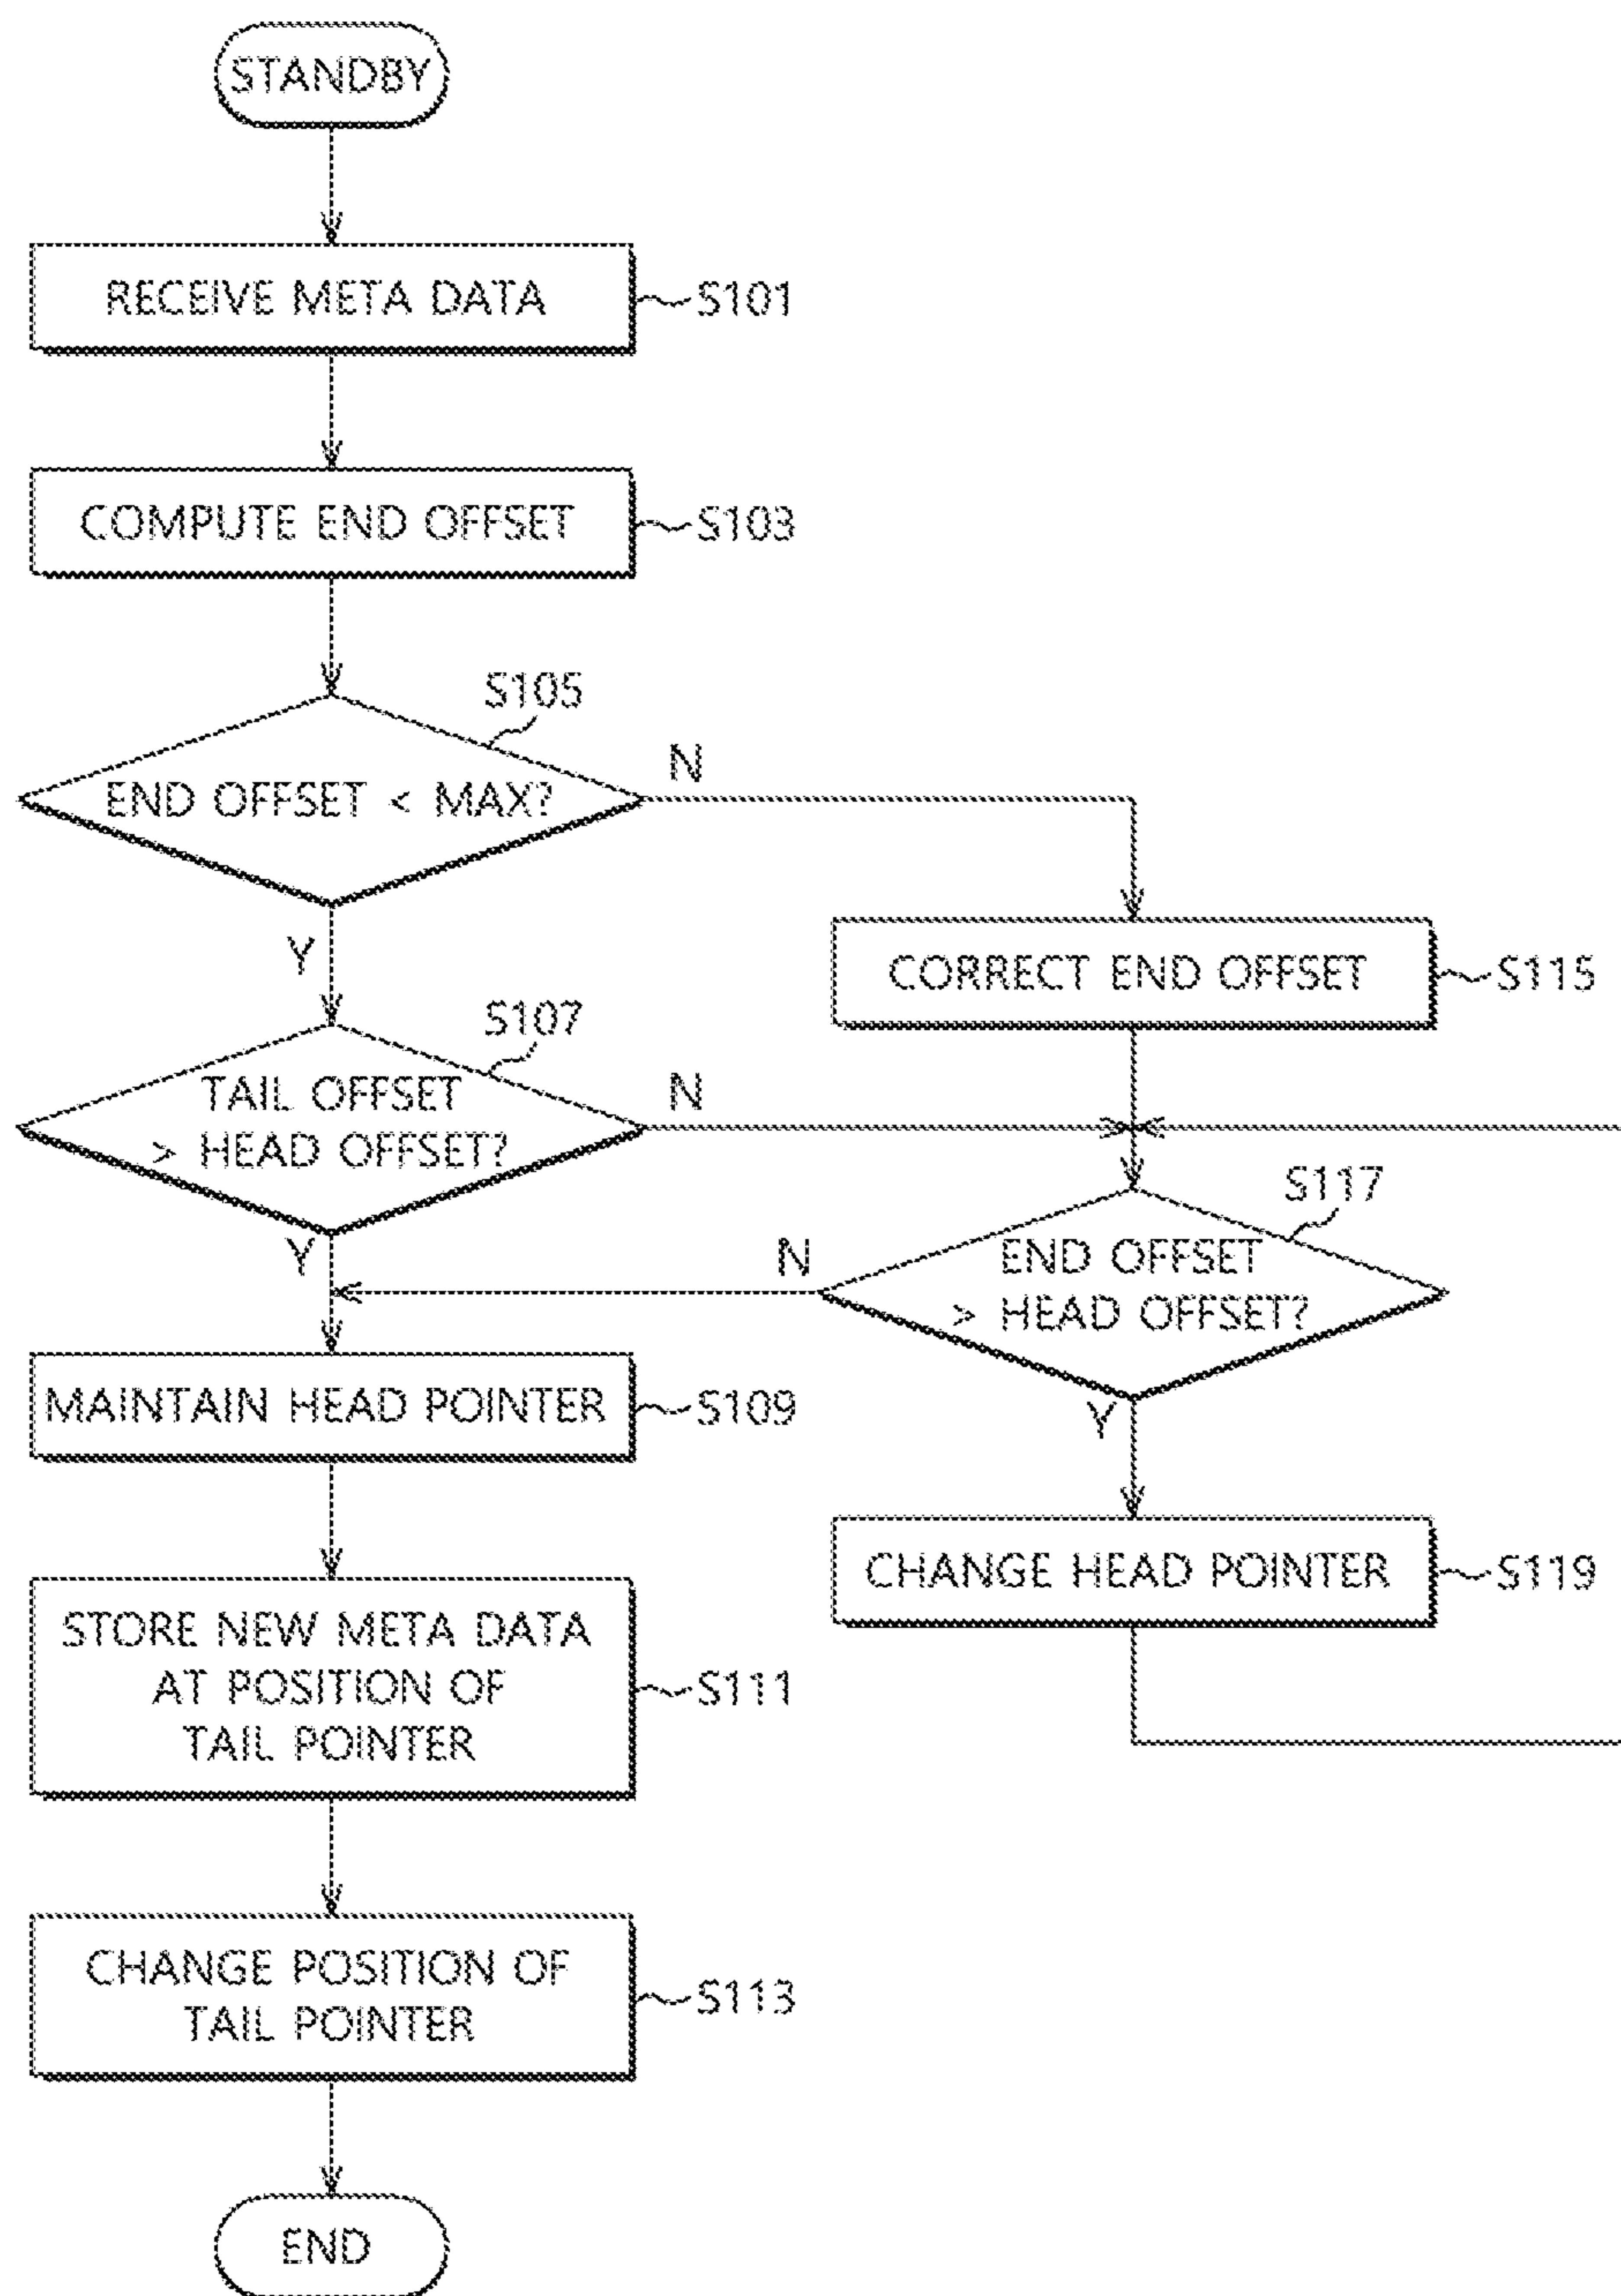 STANDBY
RECEIVE META DATA
S101
COMPUTE END OFFSET
S103
S105
END OFFSET < MAX?
N
Y
CORRECT END OFFSET
S115
S107
TAIL OFFSET
> HEAD OFFSET?
N
Y
S117
END OFFSET
> HEAD OFFSET?
N
Y
MAINTAIN HEAD POINTER
S109
CHANGE HEAD POINTER
S119
STORE NEW META DATA
AT POSITION OF
TAIL POINTER
S111
CHANGE POSITION OF
TAIL POINTER
S113
END